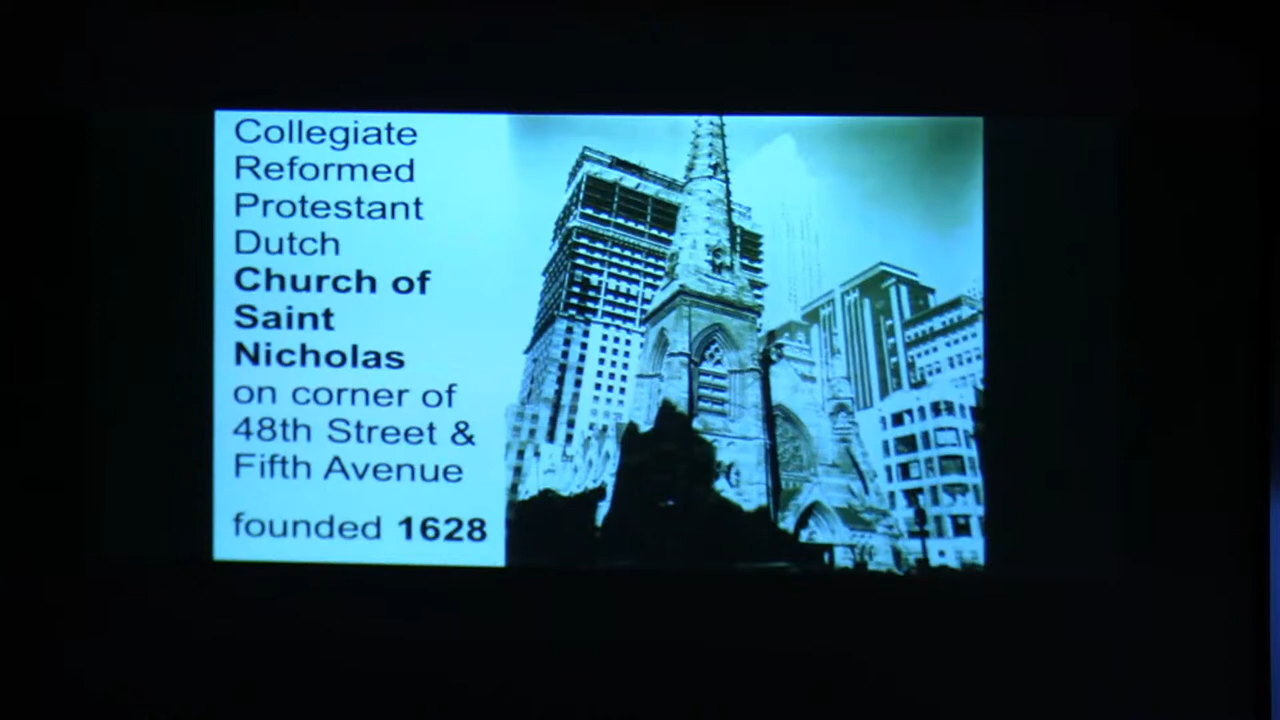 Collegiate
Reformed
Protestant
Dutch
Church of
Saint
Nicholas
on corner of
48th Street &
Fifth Avenue
founded 1628